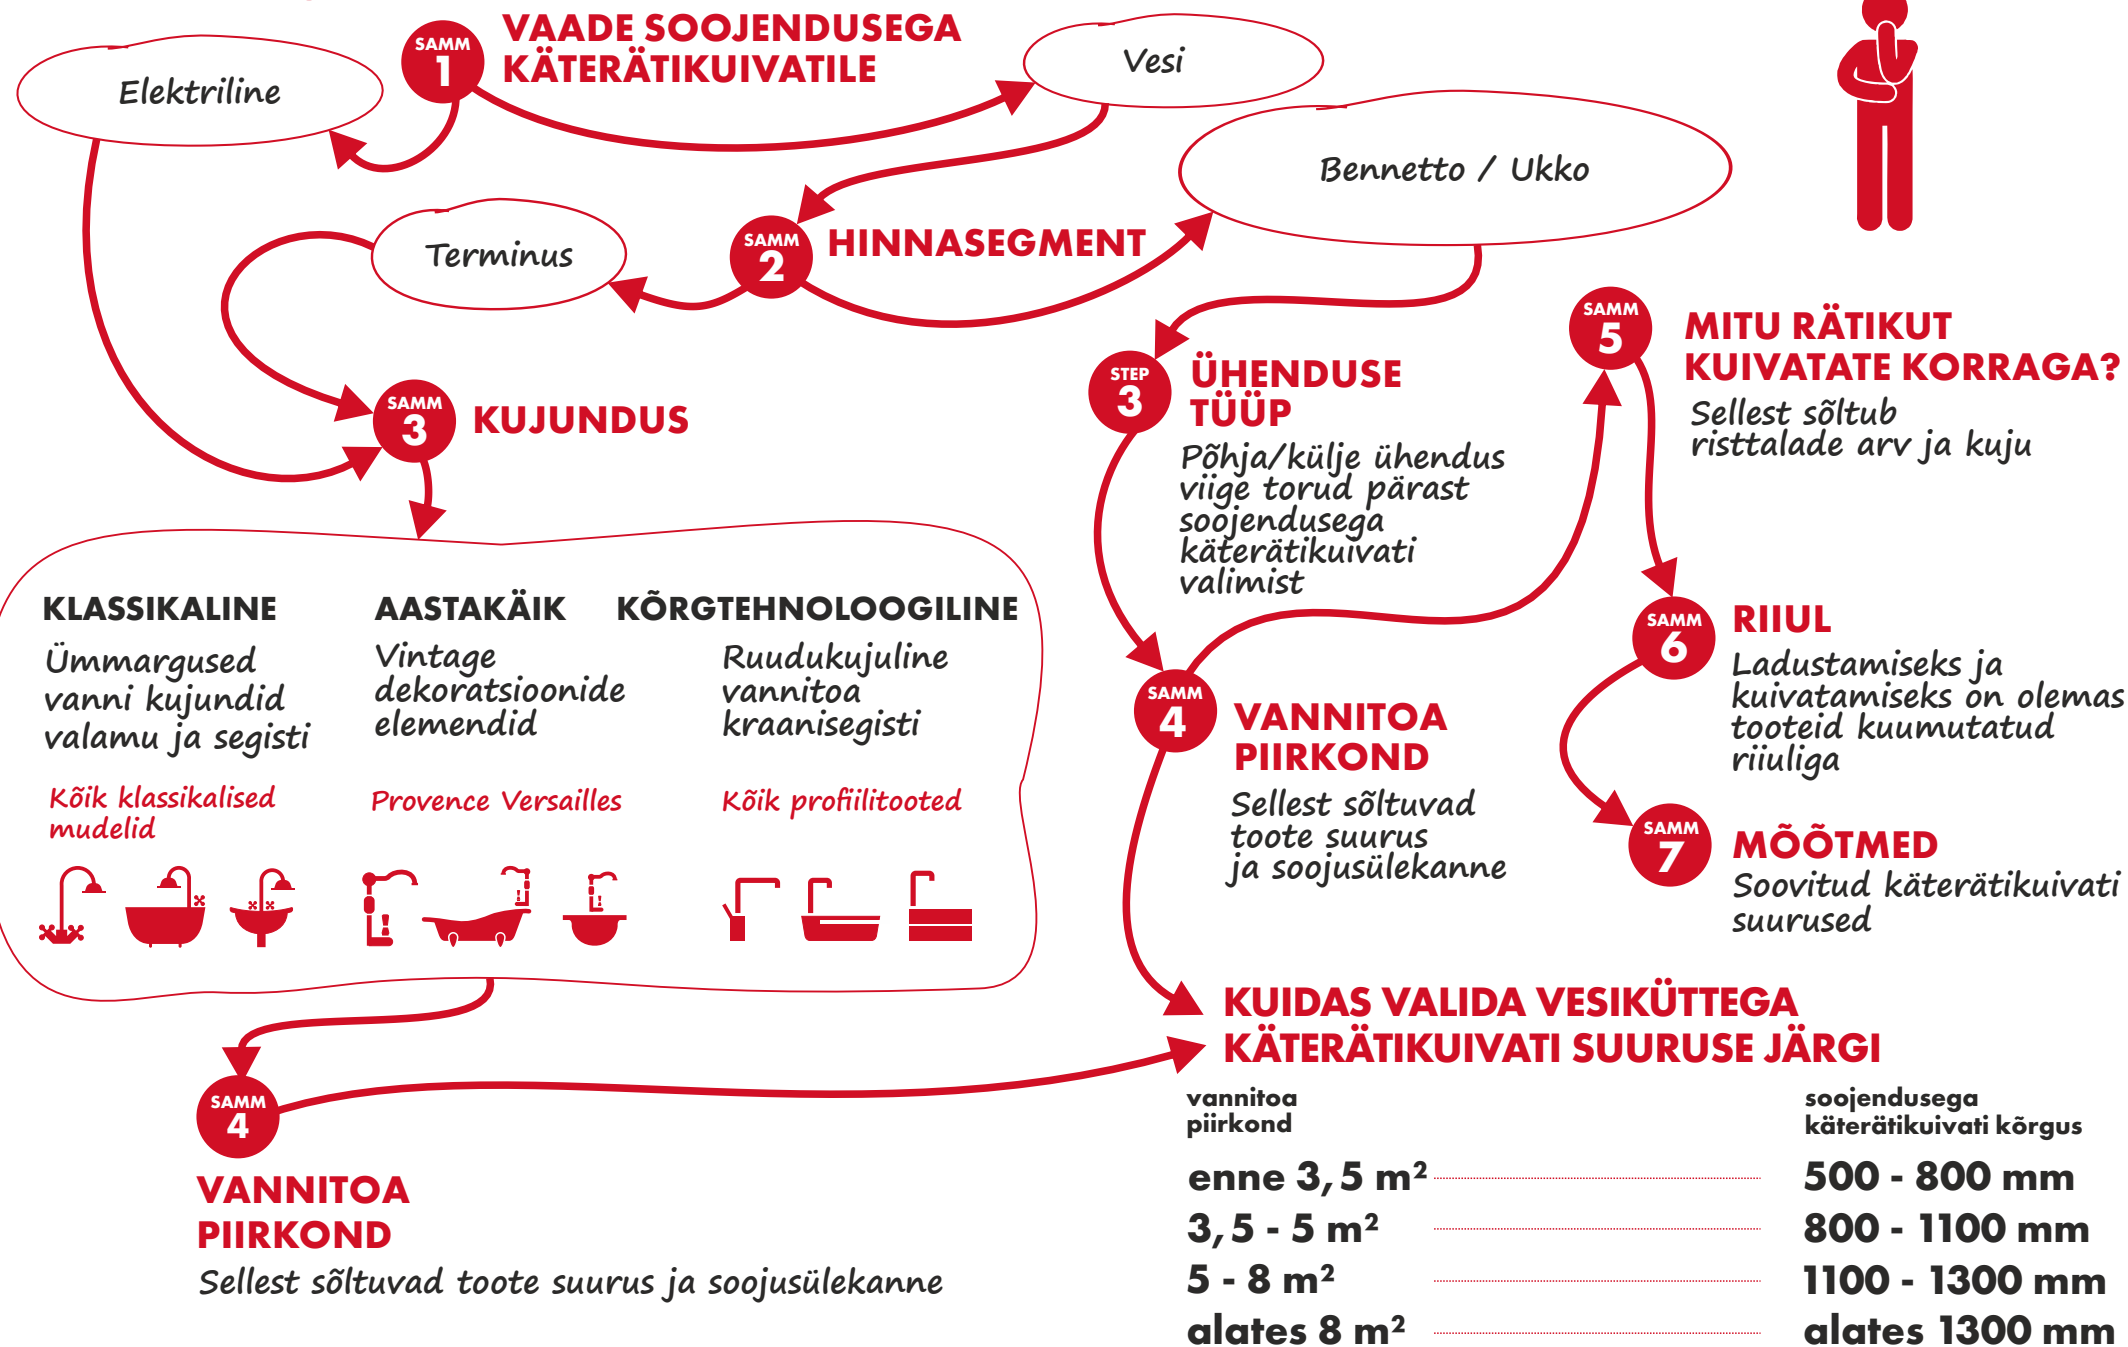 SAMM
1
VAADE SOOJENDUSEGA
KÄTERÄTIKUIVATILE
Elektriline
Vesi
SAMM
2
HINNASEGMENT
Terminus
Bennetto / Ukko
SAMM
3
KUJUNDUS
KLASSIKALINE
Ümmargused
vanni kujundid
valamu ja segisti
Kõik klassikalised
mudelid
AASTAKÄIK
Vintage
dekoratsioonide
elemendid
Provence Versailles
KÕRGTEHNOLOOGILINE
Ruudukujuline
vannitoa
kraanisegisti
Kõik profiilitooted
SAMM
4
VANNITOA
PIIRKOND
Sellest sõltuvad toote suurus ja soojusülekanne
STEP
3
ÜHENDUSE
TÜÜP
Põhja/külje ühendus
viige torud pärast
soojendusega
käterätikuivati
valimist
SAMM
4
VANNITOA
PIIRKOND
Sellest sõltuvad
toote suurus
ja soojusülekanne
SAMM
5
MITU RÄTIKUT
KUIVATATE KORRAGA?
Sellest sõltub
risttalade arv ja kuju
SAMM
6
RIIUL
Ladustamiseks ja
kuivatamiseks on olemas
tooteid kuumutatud
riiuliga
SAMM
7
MÕÕTMED
Soovitud käterätikuivati
suurused
KUIDAS VALIDA VESIKÜTTEGA
KÄTERÄTIKUIVATI SUURUSE JÄRGI
vannitoa
piirkond
soojendusega
käterätikuivati kõrgus
enne 3,5 m² 500 - 800 mm
3,5 - 5 m² 800 - 1100 mm
5 - 8 m² 1100 - 1300 mm
alates 8 m² alates 1300 mm